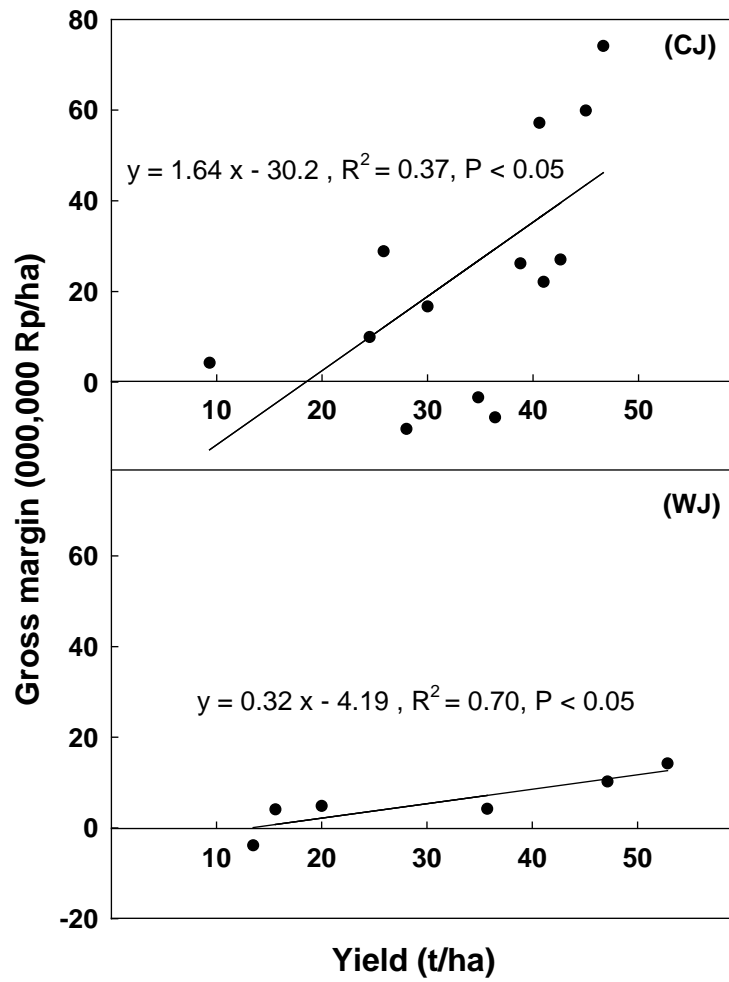 80
(CJ)
60
y = 1.64 x - 30.2 , R² = 0.37, P < 0.05
40
20
0
10 20 30 40 50
(WJ)
60
40
y = 0.32 x - 4.19 , R² = 0.70, P < 0.05
20
0
10 20 30 40 50
-20
Gross margin (000,000 Rp/ha)
Yield (t/ha)